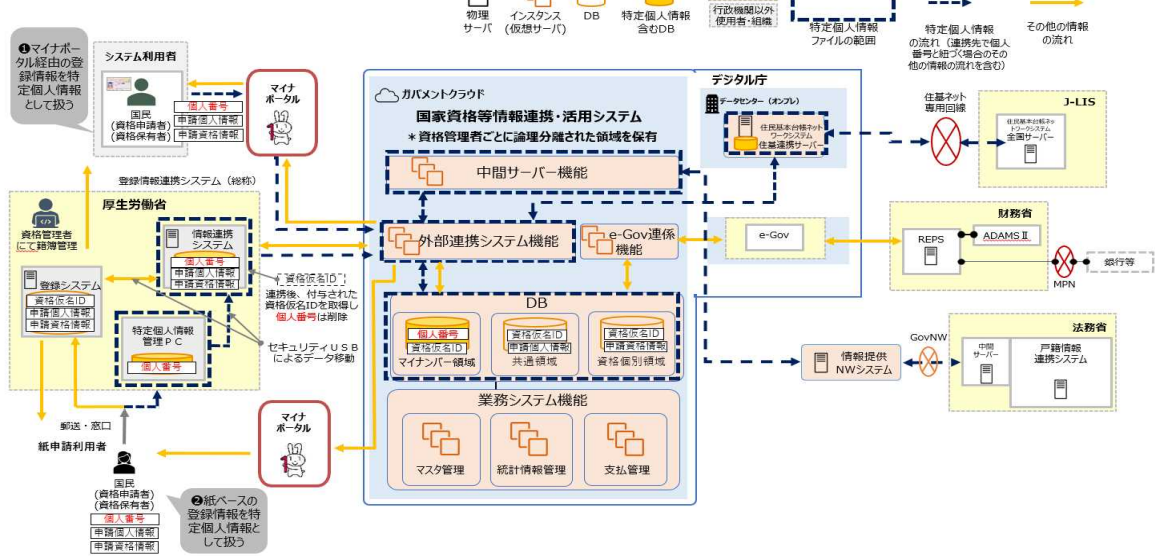 物理
サーバ
インスタンス
(仮想サーバ)
DB
特定個人情報
含むDB
行政機関以外
使用者・組織
特定個人情報
ファイルの範囲
特定個人情報
の流れ（連携先で個人
番号と紐づく場合のその
他の情報の流れを含む）
その他の情報
の流れ
❶マイナポー
タル経由の登
録情報を特
定個人情報
として扱う
システム利用者
国民
(資格申請者)
(資格保有者)
個人番号
申請個人情報
申請資格情報
マイナ
ポータル
ガバメントクラウド
国家資格等情報連携・活用システム
＊資格管理者ごとに論理分離された領域を保有
中間サーバー機能
外部連携システム機能
e-Gov連係
機能
DB
個人番号
資格仮名ID
マイナンバー領域
資格仮名ID
申請個人情報
共通領域
資格仮名ID
申請資格情報
資格個別領域
業務システム機能
マスタ管理
統計情報管理
支払管理
デジタル庁
データセンター（オンプレ）
住民基本台帳ネット
ワークシステム
住基連携サーバー
住基ネット
専用回線
J-LIS
住民基本台帳ネッ
トワークシステム
全国サーバー
e-Gov
財務省
REPS
ADAMSⅡ
MPN
銀行等
法務省
情報提供
NWシステム
GovNW
中間
サーバー
戸籍情報
連携システム
登録情報連携システム（総称）
厚生労働省
資格管理者
にて籍簿管理
情報連携
システム
個人番号
申請個人情報
申請資格情報
登録システム
資格仮名ID
申請個人情報
申請資格情報
特定個人情報
管理ＰＣ
個人番号
資格仮名ID
連携後、付与された
資格仮名IDを取得し
個人番号は削除
セキュリティＵＳＢ
によるデータ移動
郵送・窓口
紙申請利用者
国民
(資格申請者)
(資格保有者)
個人番号
申請個人情報
申請資格情報
❷紙ベースの
登録情報を特
定個人情報と
して扱う
マイナ
ポータル